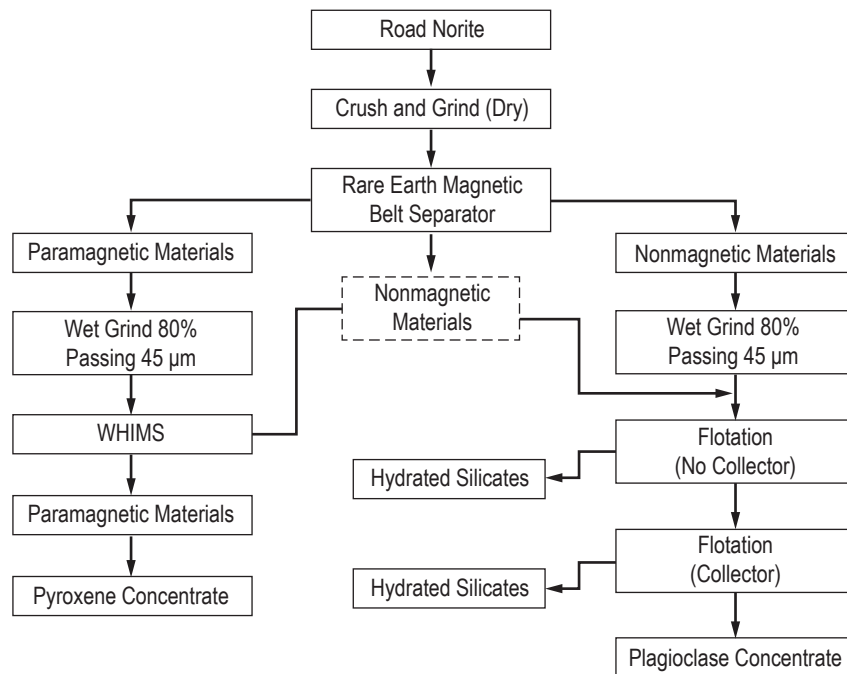 Road Norite
Crush and Grind (Dry)
Rare Earth Magnetic
Belt Separator
Paramagnetic Materials
Nonmagnetic
Materials
Nonmagnetic Materials
Wet Grind 80%
Passing 45 µm
Wet Grind 80%
Passing 45 µm
WHIMS
Flotation
(No Collector)
Hydrated Silicates
Paramagnetic Materials
Flotation
(Collector)
Hydrated Silicates
Pyroxene Concentrate
Plagioclase Concentrate